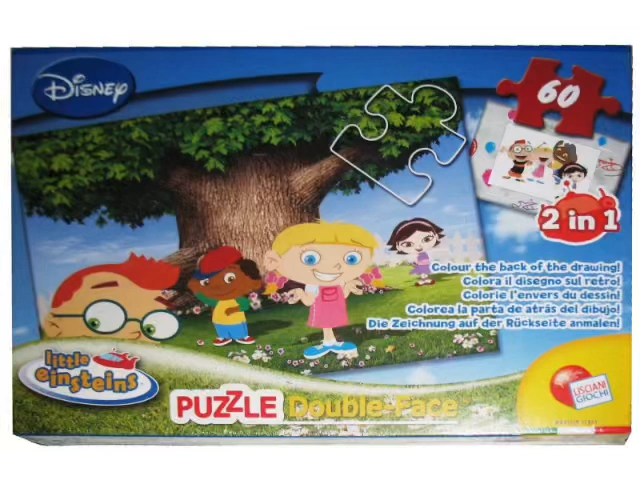 Disney
60
2 in 1
Colour the back of the drawing!
Colora il disegno sul retro!
Colorie l'envers du dessin!
Colorea la parta de atrás del dibujo!
Die Zeichnung auf der Rückseite anmalen!
little
einsteins
PUZZLE Double-Face
LISCIANI
GIOCHI